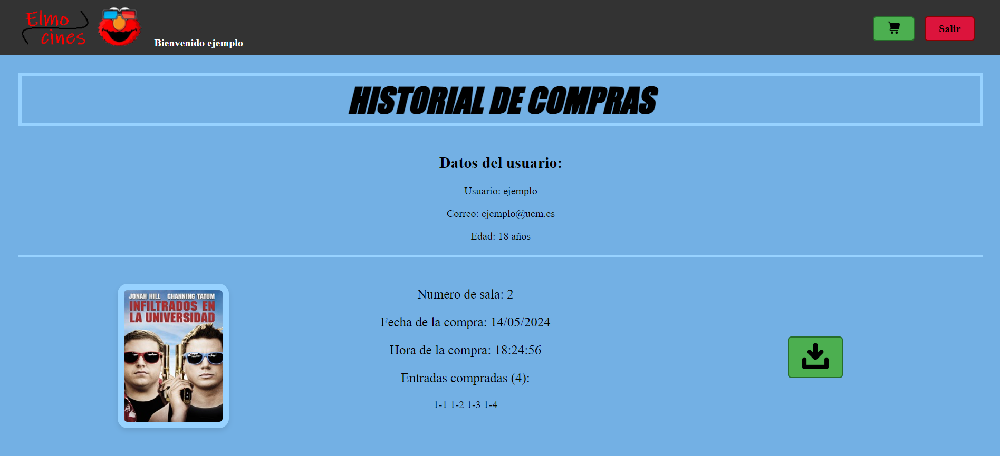 Elmo
cines
Bienvenido ejemplo
Salir
HISTORIAL DE COMPRAS
Datos del usuario:
Usuario: ejemplo
Correo: ejemplo@ucm.es
Edad: 18 años
JONAH HILL CHANNING TATUM
INFILTRADOS EN
LA UNIVERSIDAD
Numero de sala: 2
Fecha de la compra: 14/05/2024
Hora de la compra: 18:24:56
Entradas compradas (4):
1-1 1-2 1-3 1-4